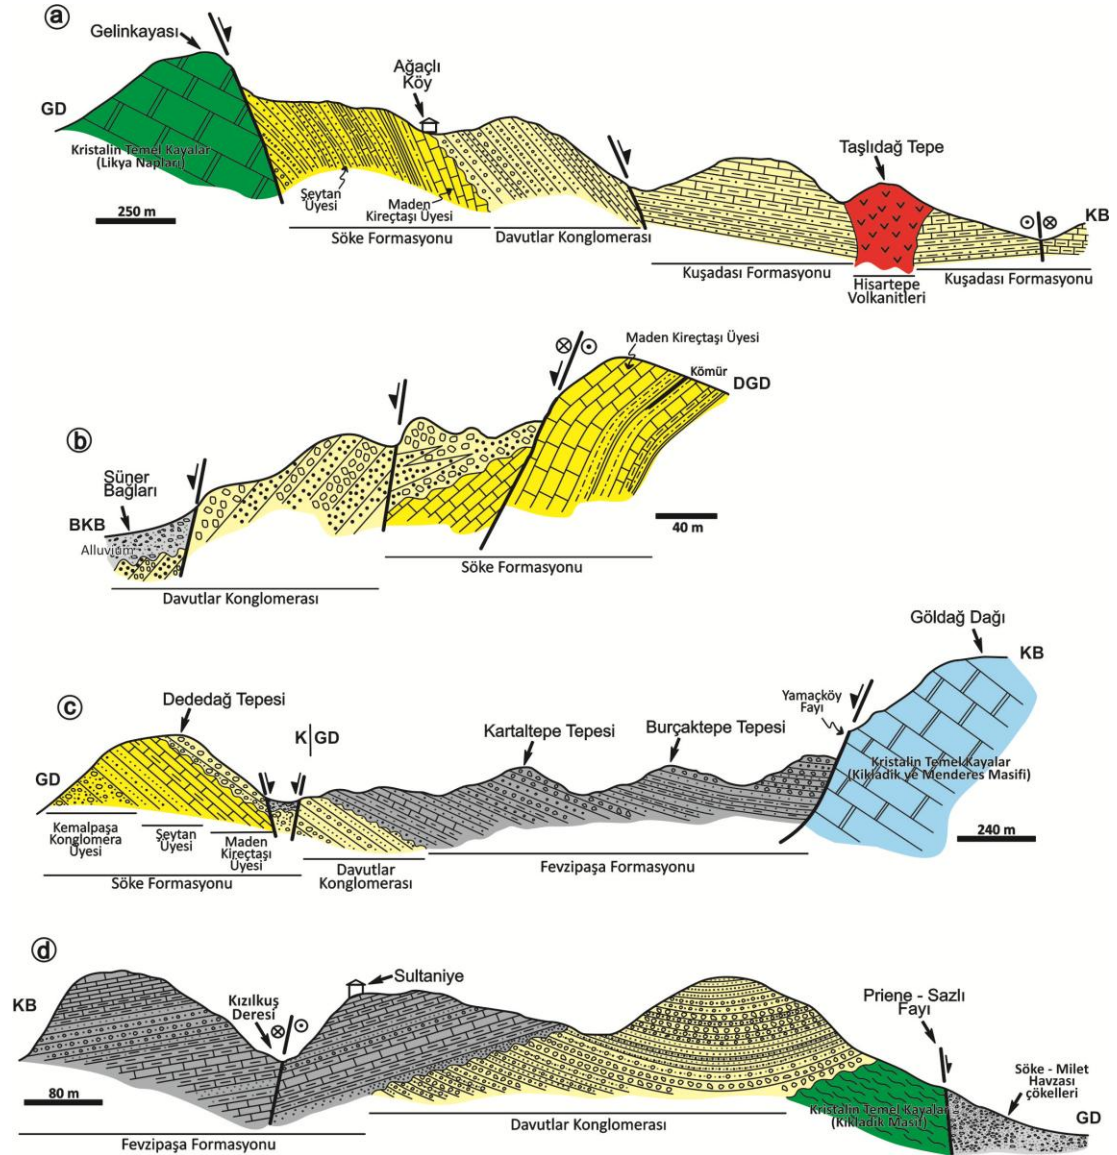 a
Gelinkayası
Ağaçlı
Köy
GD
Kristalin Temel Kayalar
(Likya Napları)
Taşlıdağ Tepe
250 m
Şeytan
Üyesi
Maden
Kireçtaşı Üyesi
KB
Söke Formasyonu
Davutlar Konglomerası
Kuşadası Formasyonu
Hisartepe
Volkanitleri
Kuşadası Formasyonu
b
Maden Kireçtaşı Üyesi
Kömür
DGD
Süner
Bağları
BKB
Alluvium
40 m
Söke Formasyonu
Davutlar Konglomerası
c
Göldağ Dağı
KB
Dededağ Tepesi
K GD
Kartaltepe Tepesi
Burçaktepe Tepesi
Yamaçköy
Fayı
GD
Kristalin Temel Kayalar
(Kikladik ve Menderes Masifi)
Kemalpaşa
Konglomera
Üyesi
Şeytan
Üyesi
Maden
Kireçtaşı
Üyesi
240 m
Söke Formasyonu
Davutlar
Konglomerası
Fevzipaşa Formasyonu
d
KB
Kızılkuş
Deresi
Sultaniye
Priene - Sazlı
Fayı
80 m
Kristalin Temel Kayalar
(Kikladik Masif)
Söke - Milet
Havzası
çökelleri
GD
Fevzipaşa Formasyonu
Davutlar Konglomerası